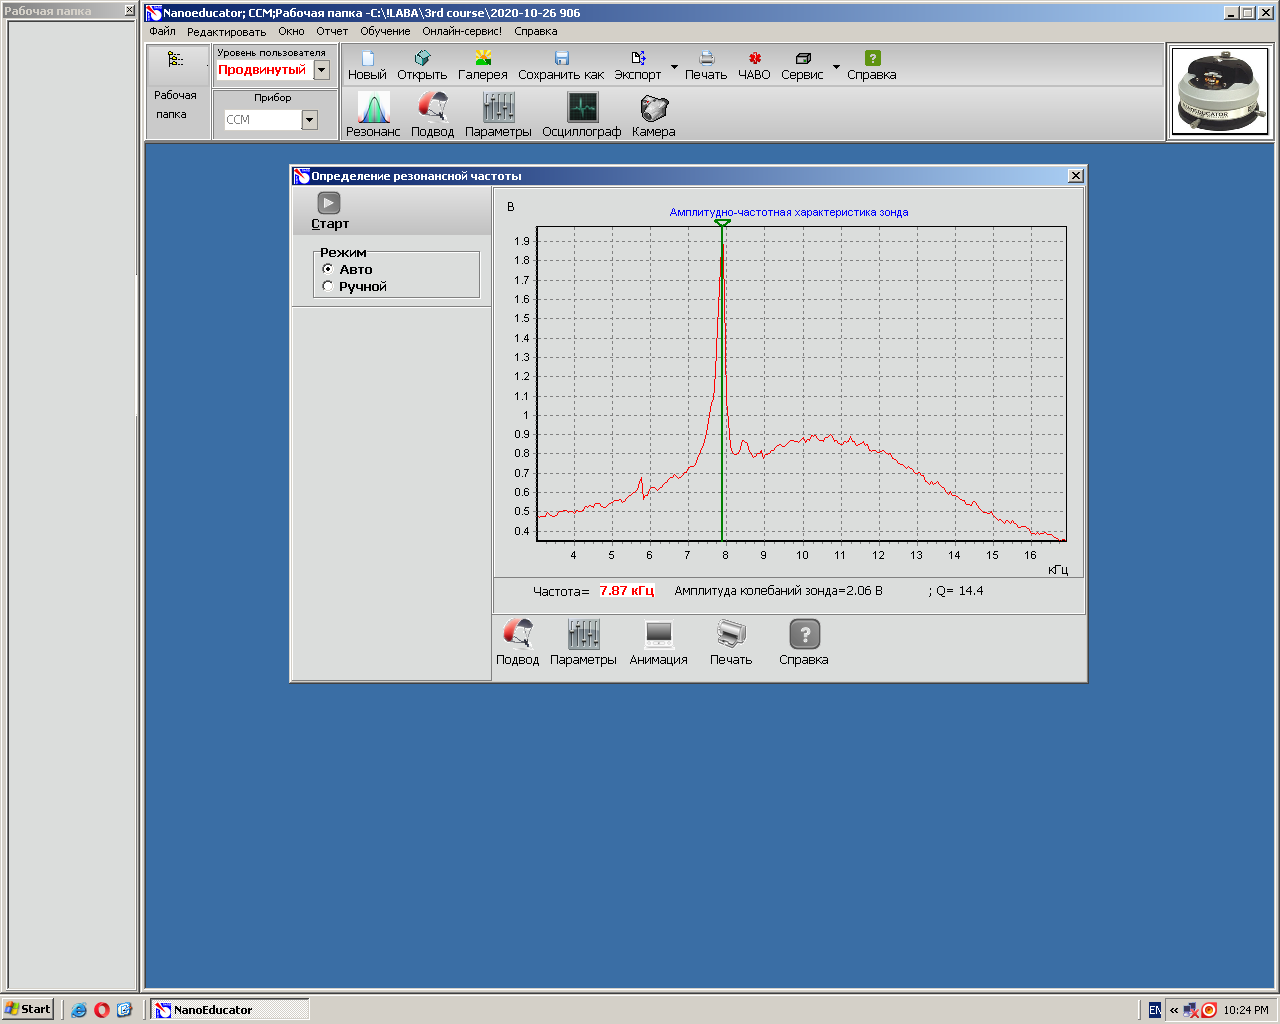 Рабочая папка
Nanoeducator; ССМ;Рабочая папка -C:\!LABA\3rd course\2020-10-26 906
Файл Редактировать Окно Отчет Обучение Онлайн-сервис! Справка
Рабочая папка
Уровень пользователя
Продвинутый
Прибор
ССМ
Новый Открыть Галерея Сохранить как Экспорт Печать ЧАВО Сервис Справка
Резонанс Подвод Параметры Осциллограф Камера
Определение резонансной частоты
Старт
Режим
Авто
Ручной
В
Амплитудно-частотная характеристика зонда
1.9
1.8
1.7
1.6
1.5
1.4
1.3
1.2
1.1
1
0.9
0.8
0.7
0.6
0.5
0.4
4 5 6 7 8 9 10 11 12 13 14 15 16
кГц
Частота= 7.87 кГц Амплитуда колебаний зонда=2.06 В ; Q= 14.4
Подвод Параметры Анимация Печать Справка
Start NanoEducator EN « 10:24 PM